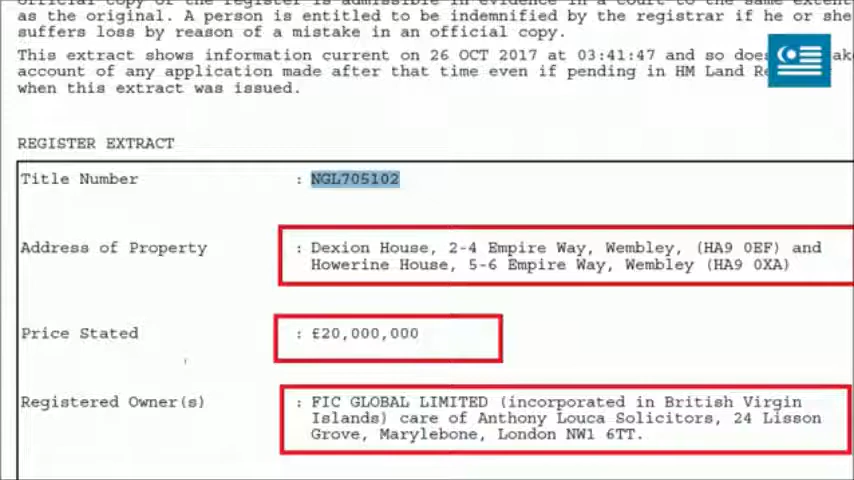 as the original. A person is entitled to be indemnified by the registrar if he or she
suffers loss by reason of a mistake in an official copy.
This extract shows information current on 26 OCT 2017 at 03:41:47 and so
account of any application made after that time even if pending in HM Land
when this extract was issued.
REGISTER EXTRACT
Title Number : NGL705102
Address of Property : Dexion House, 2-4 Empire Way, Wembley, (HA9 0EF) and
Howerine House, 5-6 Empire Way, Wembley (HA9 0XA)
Price Stated : £20,000,000
Registered Owner(s) : FIC GLOBAL LIMITED (incorporated in British Virgin
Islands) care of Anthony Louca Solicitors, 24 Lisson
Grove, Marylebone, London NW1 6TT.